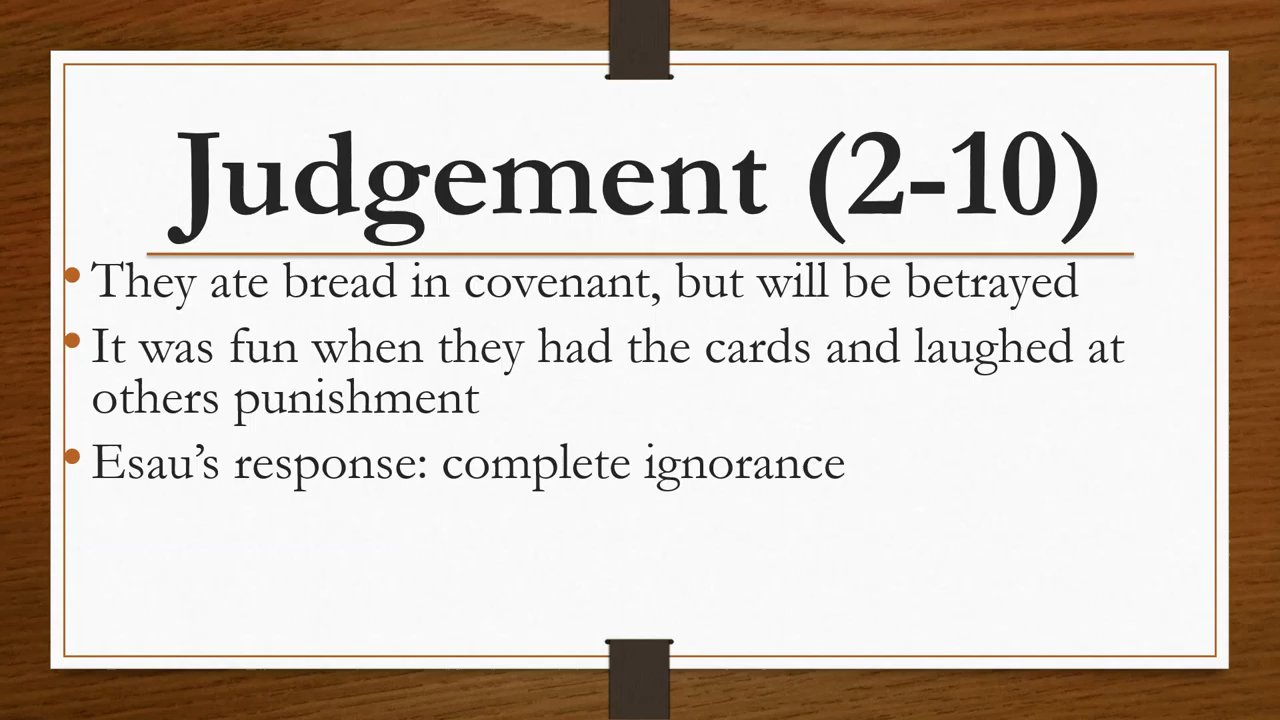 Judgement (2-10)
• They ate bread in covenant, but will be betrayed
• It was fun when they had the cards and laughed at
others punishment
• Esau’s response: complete ignorance